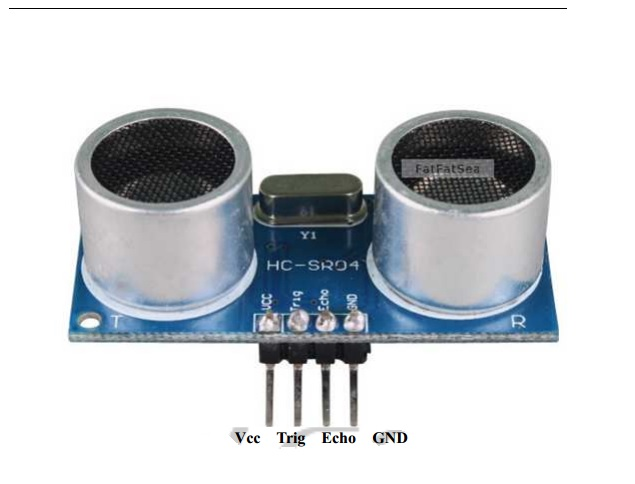 FatFatSea
Y1
HC-SR04
VCC Trig Echo GND
T R
Vcc Trig Echo GND